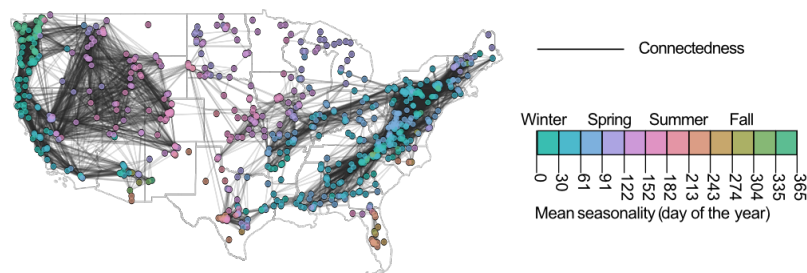 Connectedness
Winter Spring Summer Fall
0 30 61 91 122 152 182 213 243 274 304 335 365
Mean seasonality (day of the year)